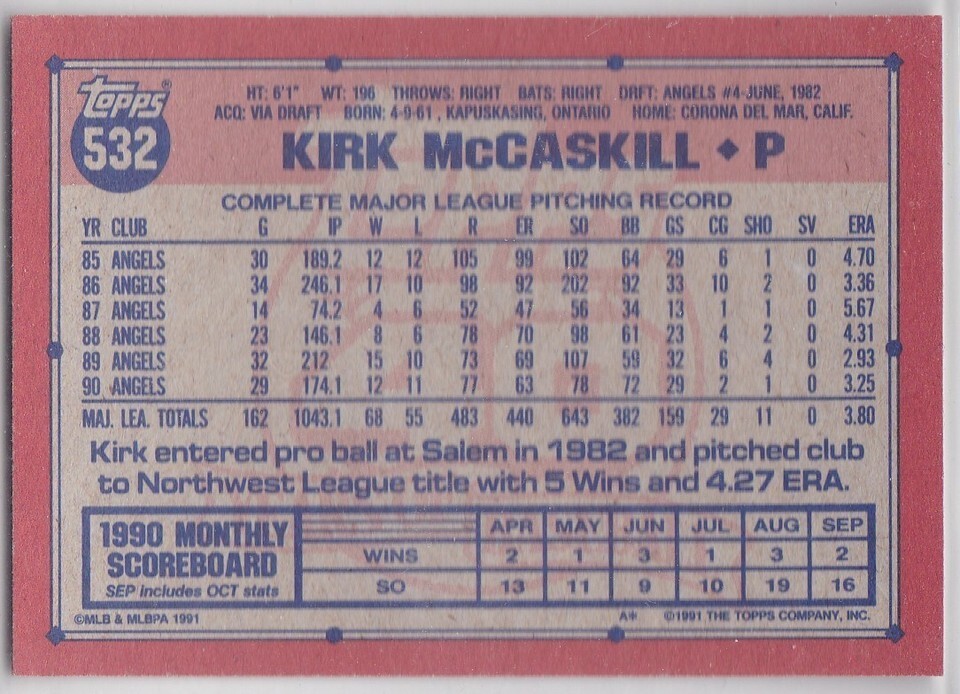 topps®
532
HT: 6'1" WT: 196 THROWS: RIGHT BATS: RIGHT DRFT: ANGELS #4-JUNE, 1982
ACQ: VIA DRAFT BORN: 4-9-61, KAPUSKASING, ONTARIO HOME: CORONA DEL MAR, CALIF.
KIRK McCASKILL ◆ P
COMPLETE MAJOR LEAGUE PITCHING RECORD
YR CLUB G IP W L R ER SO BB GS CG SHO SV ERA
85 ANGELS 30 189.2 12 12 105 99 102 64 29 6 1 0 4.70
86 ANGELS 34 246.1 17 10 98 92 202 92 33 10 2 0 3.36
87 ANGELS 14 74.2 4 6 52 47 56 34 13 1 1 0 5.67
88 ANGELS 23 146.1 8 6 78 70 98 61 23 4 2 0 4.31
89 ANGELS 32 212 15 10 73 69 107 59 32 6 4 0 2.93
90 ANGELS 29 174.1 12 11 77 63 78 72 29 2 1 0 3.25
MAJ. LEA. TOTALS 162 1043.1 68 55 483 440 643 382 159 29 11 0 3.80
Kirk entered pro ball at Salem in 1982 and pitched club
to Northwest League title with 5 Wins and 4.27 ERA.
1990 MONTHLY SCOREBOARD
SEP includes OCT stats
APR MAY JUN JUL AUG SEP
WINS 2 1 3 1 3 2
SO 13 11 9 10 19 16
©MLB & MLBPA 1991 A* ©1991 THE TOPPS COMPANY, INC.